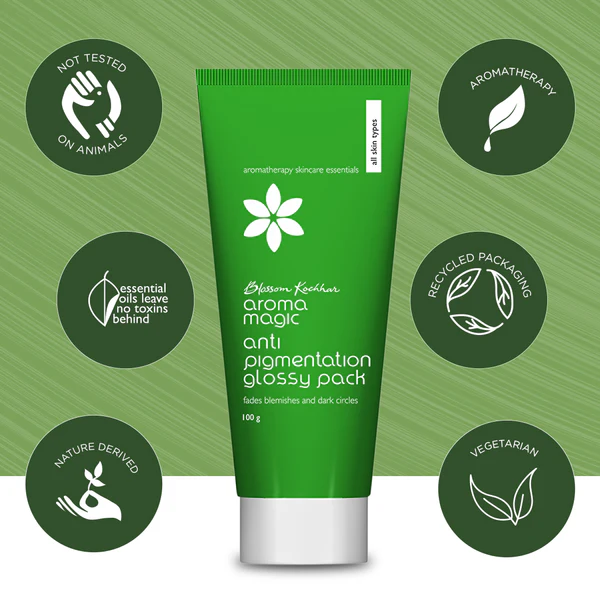 NOT TESTED
ON ANIMALS
AROMATHERAPY
all skin types
aromatherapy skincare essentials
Blossom Kochhar
aroma
magic
anti
pigmentation
glossy pack
fades blemishes and dark circles
100 g
essential
oils leave
no toxins
behind
RECYCLED PACKAGING
NATURE DERIVED
VEGETARIAN